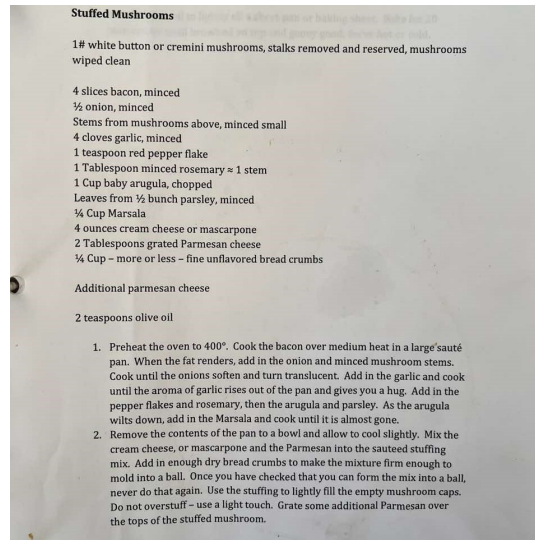 Stuffed Mushrooms
1# white button or cremini mushrooms, stalks removed and reserved, mushrooms
wiped clean
4 slices bacon, minced
½ onion, minced
Stems from mushrooms above, minced small
4 cloves garlic, minced
1 teaspoon red pepper flake
1 Tablespoon minced rosemary ≈ 1 stem
1 Cup baby arugula, chopped
Leaves from ½ bunch parsley, minced
¼ Cup Marsala
4 ounces cream cheese or mascarpone
2 Tablespoons grated Parmesan cheese
¼ Cup – more or less – fine unflavored bread crumbs
Additional parmesan cheese
2 teaspoons olive oil
1. Preheat the oven to 400°. Cook the bacon over medium heat in a large sauté
pan. When the fat renders, add in the onion and minced mushroom stems.
Cook until the onions soften and turn translucent. Add in the garlic and cook
until the aroma of garlic rises out of the pan and gives you a hug. Add in the
pepper flakes and rosemary, then the arugula and parsley. As the arugula
wilts down, add in the Marsala and cook until it is almost gone.
2. Remove the contents of the pan to a bowl and allow to cool slightly. Mix the
cream cheese, or mascarpone and the Parmesan into the sauteed stuffing
mix. Add in enough dry bread crumbs to make the mixture firm enough to
mold into a ball. Once you have checked that you can form the mix into a ball,
never do that again. Use the stuffing to lightly fill the empty mushroom caps.
Do not overstuff – use a light touch. Grate some additional Parmesan over
the tops of the stuffed mushroom.